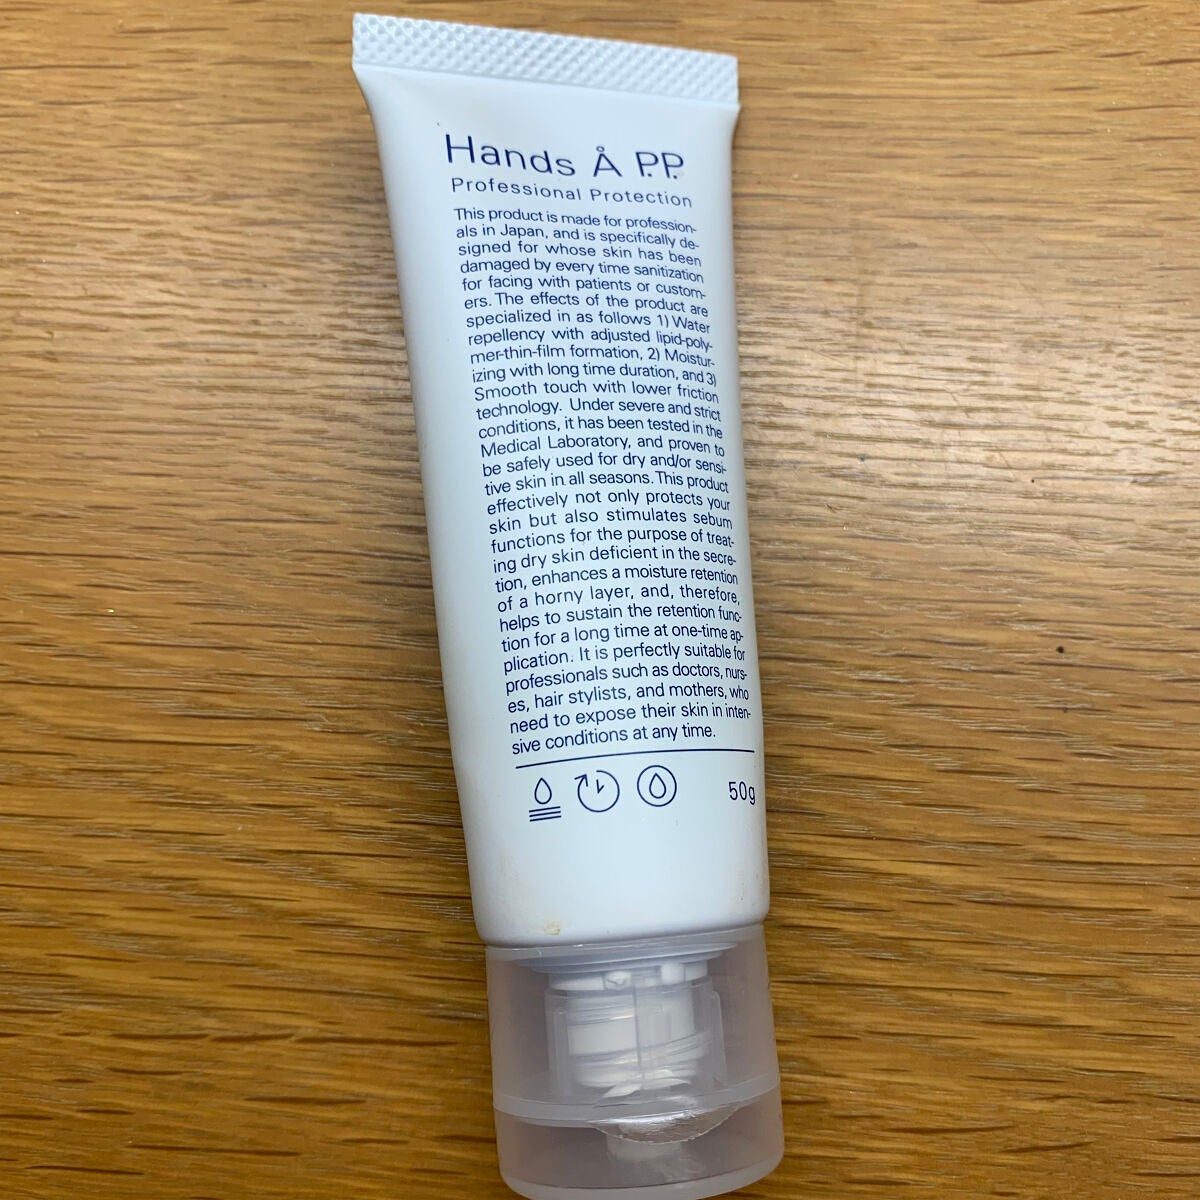 Hands Å P.P.
Professional Protection
This product is made for profession-
als in Japan, and is specifically de-
signed for whose skin has been
damaged by every time sanitization
for facing with patients or custom-
ers. The effects of the product are
specialized in as follows 1) Water
repellency with adjusted lipid-poly-
mer-thin-film formation, 2) Moistur-
izing with long time duration, and 3)
Smooth touch with lower friction
technology. Under severe and strict
conditions, it has been tested in the
Medical Laboratory, and proven to
be safely used for dry and/or sensi-
tive skin in all seasons. This product
effectively not only protects your
skin but also stimulates sebum
functions for the purpose of treat-
ing dry skin deficient in the secre-
tion, enhances a moisture retention
of a horny layer, and, therefore,
helps to sustain the retention func-
tion for a long time at one-time ap-
plication. It is perfectly suitable for
professionals such as doctors, nurs-
es, hair stylists, and mothers, who
need to expose their skin in inten-
sive conditions at any time.
50g